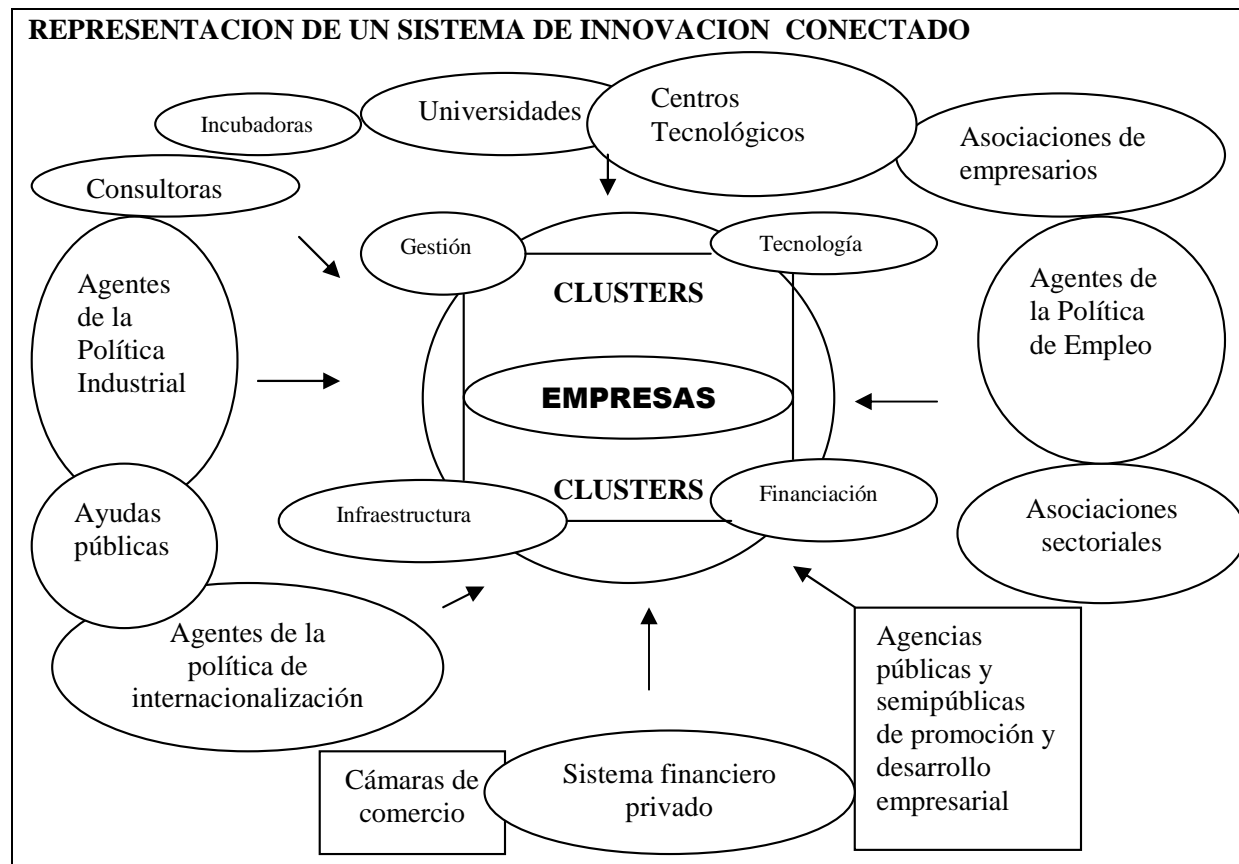 REPRESENTACION DE UN SISTEMA DE INNOVACION CONECTADO
Incubadoras
Universidades
Centros
Tecnológicos
Asociaciones de
empresarios
Consultoras
Gestión
Tecnología
Agentes
de la
Política
Industrial
CLUSTERS
Agentes de
la Política
de Empleo
EMPRESAS
CLUSTERS
Infraestructura
Financiación
Ayudas
públicas
Asociaciones
sectoriales
Agentes de la
política de
internacionalización
Agencias
públicas y
semipúblicas
de promoción y
desarrollo
empresarial
Cámaras de
comercio
Sistema financiero
privado